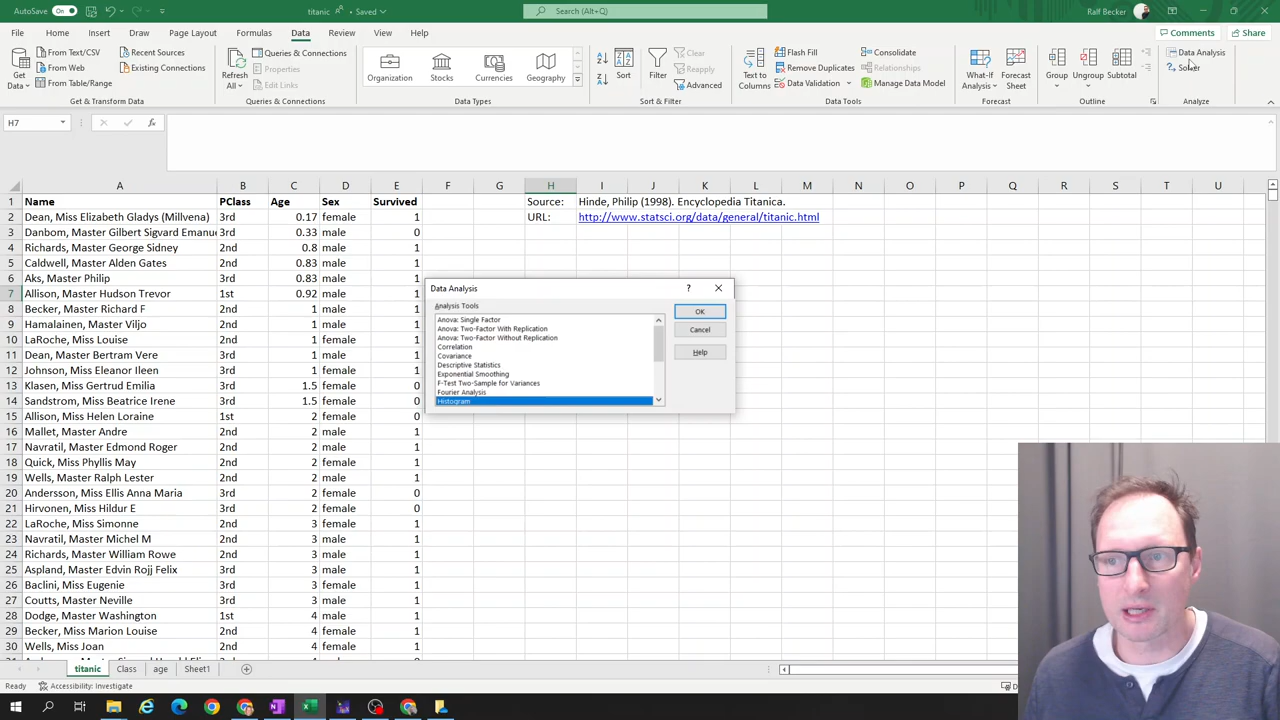 AutoSave On titanic Saved Search (Alt+Q) Ralf Becker
File Home Insert Draw Page Layout Formulas Data Review View Help Comments Share
Get Data
From Text/CSV
From Web
From Table/Range
Recent Sources
Existing Connections
Get & Transform Data
Refresh All
Queries & Connections
Properties
Edit Links
Queries & Connections
Organization Stocks Currencies Geography
Data Types
Sort
Filter
Clear
Reapply
Advanced
Sort & Filter
Text to Columns
Flash Fill
Remove Duplicates
Data Validation
Consolidate
Relationships
Manage Data Model
Data Tools
What-If Analysis
Forecast Sheet
Forecast
Group Ungroup Subtotal
Outline
Data Analysis
Solver
Analyze
H7 fx
A B C D E F G H I J K L M N O P Q R S T U
1 Name PClass Age Sex Survived Source: Hinde, Philip (1998). Encyclopedia Titanica.
2 Dean, Miss Elizabeth Gladys (Millvena) 3rd 0.17 female 1 URL: http://www.statsci.org/data/general/titanic.html
3 Danbom, Master Gilbert Sigvard Emanue 3rd 0.33 male 0
4 Richards, Master George Sidney 2nd 0.8 male 1
5 Caldwell, Master Alden Gates 2nd 0.83 male 1
6 Aks, Master Philip 3rd 0.83 male 1
7 Allison, Master Hudson Trevor 1st 0.92 male 1
8 Becker, Master Richard F 2nd 1 male 1
9 Hamalainen, Master Viljo 2nd 1 male 1
10 LaRoche, Miss Louise 2nd 1 female 1
11 Dean, Master Bertram Vere 3rd 1 male 1
12 Johnson, Miss Eleanor Ileen 3rd 1 female 1
13 Klasen, Miss Gertrud Emilia 3rd 1.5 female 0
14 Sandstrom, Miss Beatrice Irene 3rd 1.5 female 0
15 Allison, Miss Helen Loraine 1st 2 female 0
16 Mallet, Master Andre 2nd 2 male 1
17 Navratil, Master Edmond Roger 2nd 2 male 1
18 Quick, Miss Phyllis May 2nd 2 female 1
19 Wells, Master Ralph Lester 2nd 2 male 1
20 Andersson, Miss Ellis Anna Maria 3rd 2 female 0
21 Hirvonen, Miss Hildur E 3rd 2 female 0
22 LaRoche, Miss Simonne 2nd 3 female 1
23 Navratil, Master Michel M 2nd 3 male 1
24 Richards, Master William Rowe 2nd 3 male 1
25 Aspland, Master Edvin Rojj Felix 3rd 3 male 1
26 Baclini, Miss Eugenie 3rd 3 female 1
27 Coutts, Master Neville 3rd 3 male 1
28 Dodge, Master Washington 1st 4 male 1
29 Becker, Miss Marion Louise 2nd 4 female 1
30 Wells, Miss Joan 2nd 4 female 1
Data Analysis ?
Analysis Tools
Anova: Single Factor
Anova: Two-Factor With Replication
Anova: Two-Factor Without Replication
Correlation
Covariance
Descriptive Statistics
Exponential Smoothing
F-Test Two-Sample for Variances
Fourier Analysis
Histogram
OK
Cancel
Help
titanic Class age Sheet1
Ready Accessibility: Investigate